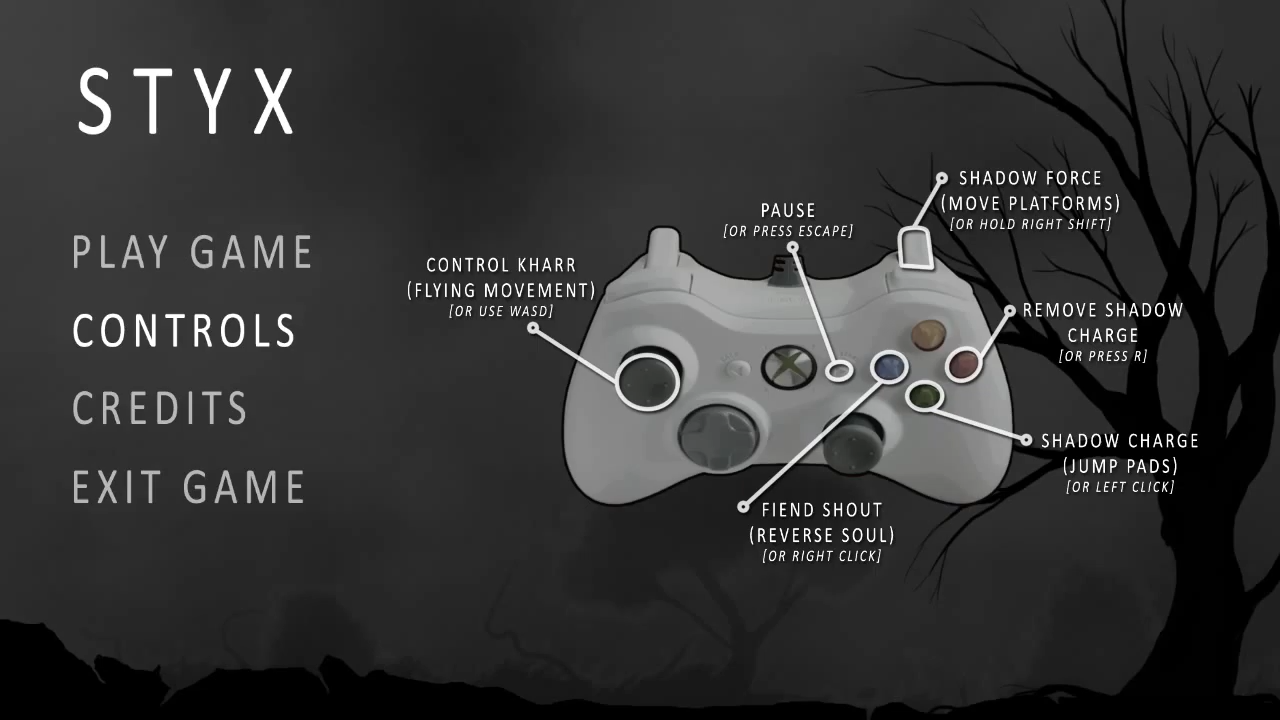 STYX
PLAY GAME
CONTROLS
CREDITS
EXIT GAME
CONTROL KHARR
(FLYING MOVEMENT)
[OR USE WASD]
PAUSE
[OR PRESS ESCAPE]
SHADOW FORCE
(MOVE PLATFORMS)
[OR HOLD RIGHT SHIFT]
REMOVE SHADOW
CHARGE
[OR PRESS R]
SHADOW CHARGE
(JUMP PADS)
[OR LEFT CLICK]
FIEND SHOUT
(REVERSE SOUL)
[OR RIGHT CLICK]